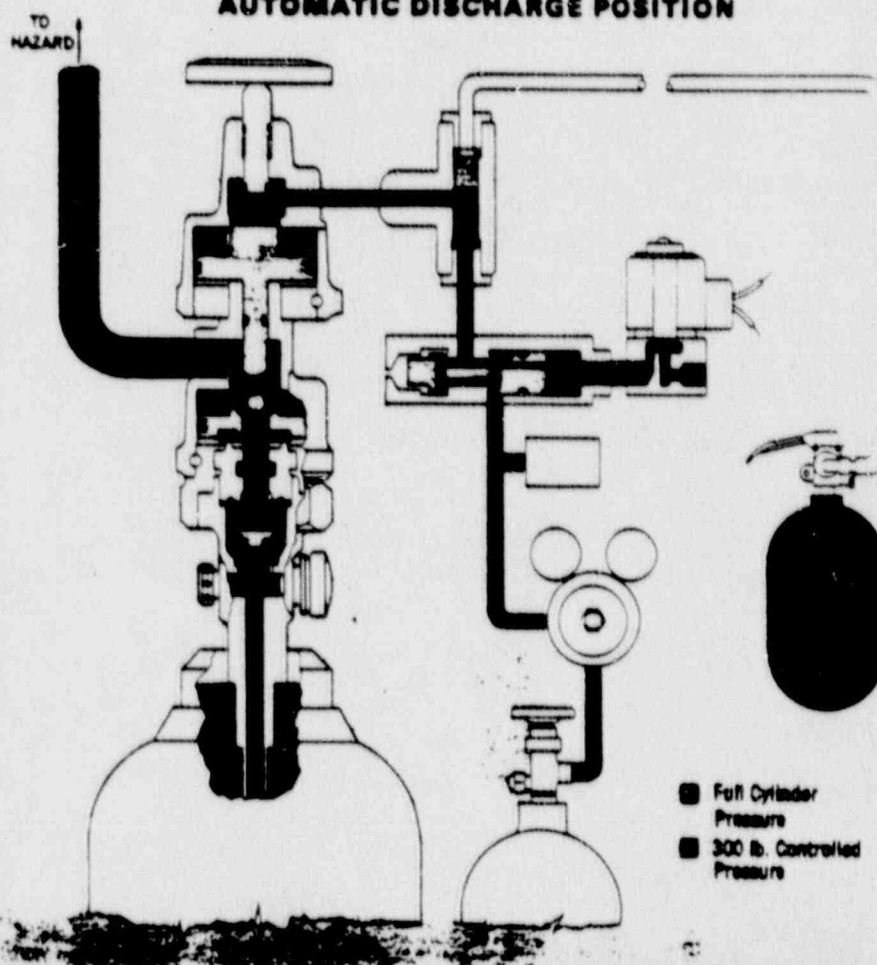 AUTOMATIC DISCHARGE POSITION
TO
HAZARD
Full Cylinder
Pressure
300 lb. Controlled
Pressure